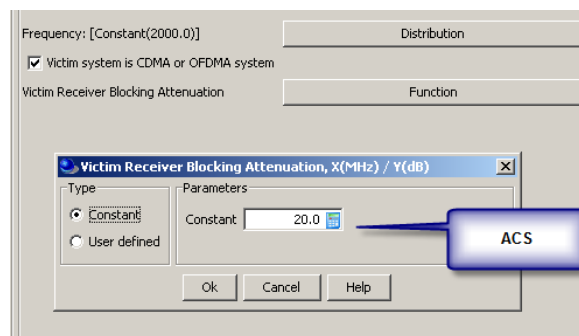 Frequency: [Constant(2000.0)] Distribution
Victim system is CDMA or OFDMA system
Victim Receiver Blocking Attenuation Function
Victim Receiver Blocking Attenuation, X(MHz) / Y(dB)
Type Parameters
Constant Constant 20.0
User defined
ACS
Ok Cancel Help